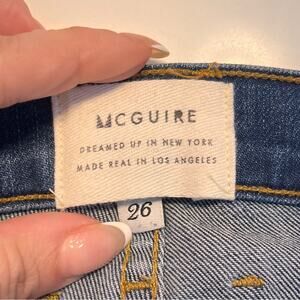 MCGUIRE
DREAMED UP IN NEW YORK
MADE REAL IN LOS ANGELES
26